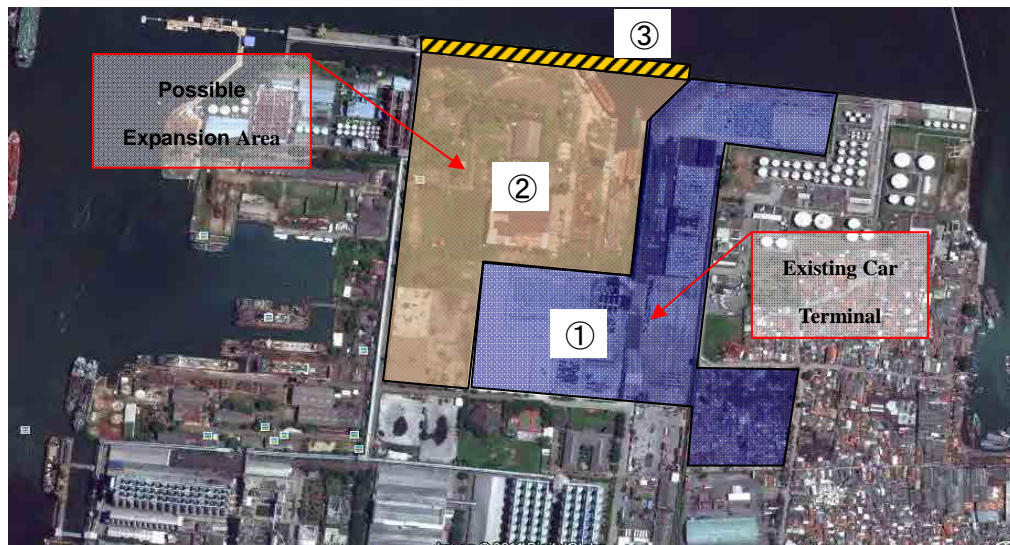 ③
Possible
Expansion Area
②
Existing Car
Terminal
①